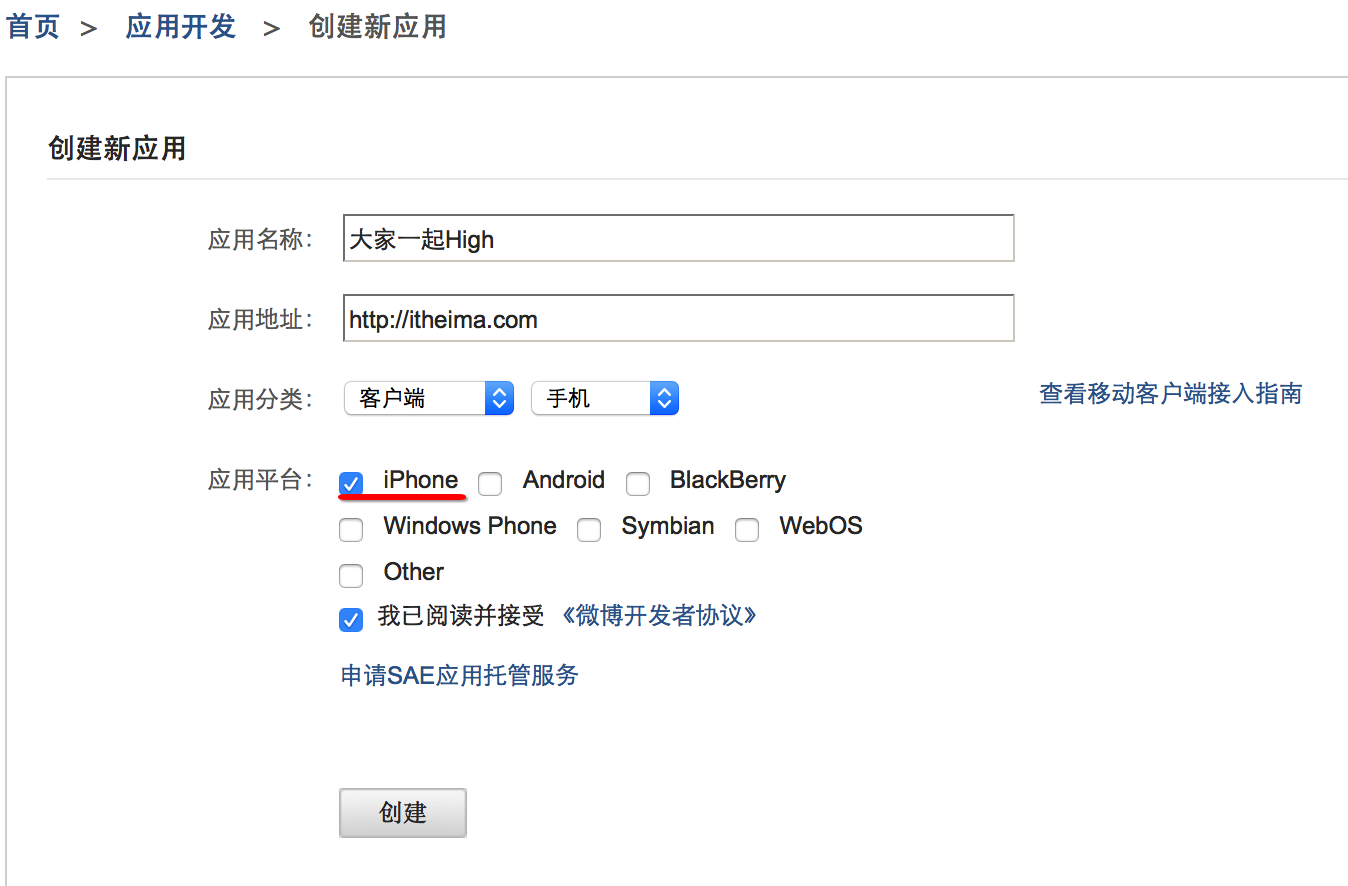 首页 > 应用开发 > 创建新应用
创建新应用
应用名称: 大家一起High
应用地址: http://itheima.com
应用分类: 客户端 手机 查看移动客户端接入指南
应用平台: iPhone Android BlackBerry
Windows Phone Symbian WebOS
Other
我已阅读并接受 《微博开发者协议》
申请SAE应用托管服务
创建